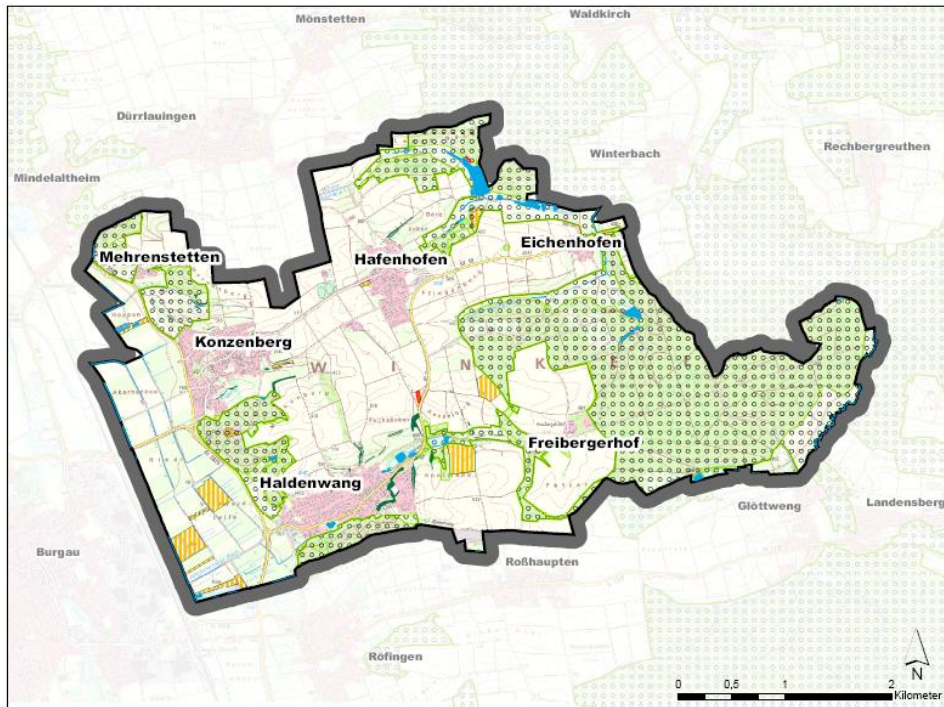 Mönstetten
Waldkirch
Dürrlauingen
Winterbach
Rechbergreuthen
Mindelaltheim
Eichenhofen
Mehrenstetten
Hafenhofen
Konzenberg
W I N K E L
Freibergerhof
Haldenwang
Glöttweng
Landensberg
Burgau
Roßhaupten
Röfingen
N
0 0,5 1 2
Kilometer